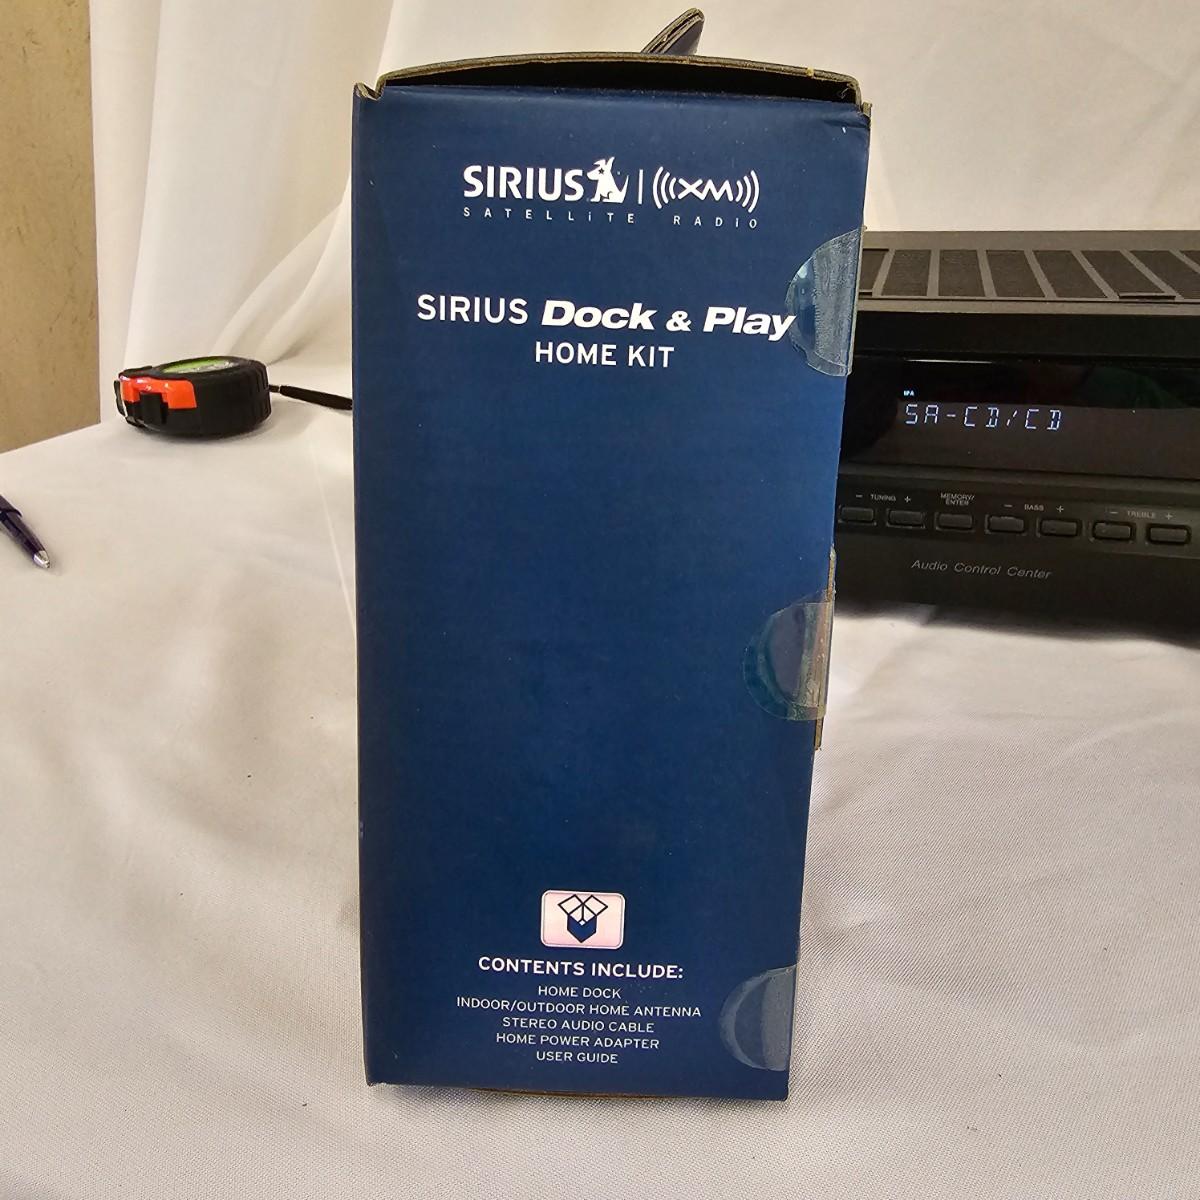 SIRIUS | ((XM))
SATELLiTE RADiO
SIRIUS Dock & Play
HOME KIT
SA-CD/CD
- TUNING +
MEMORY/
ENTER
- BASS +
- TREBLE +
Audio Control Center
CONTENTS INCLUDE:
HOME DOCK
INDOOR/OUTDOOR HOME ANTENNA
STEREO AUDIO CABLE
HOME POWER ADAPTER
USER GUIDE